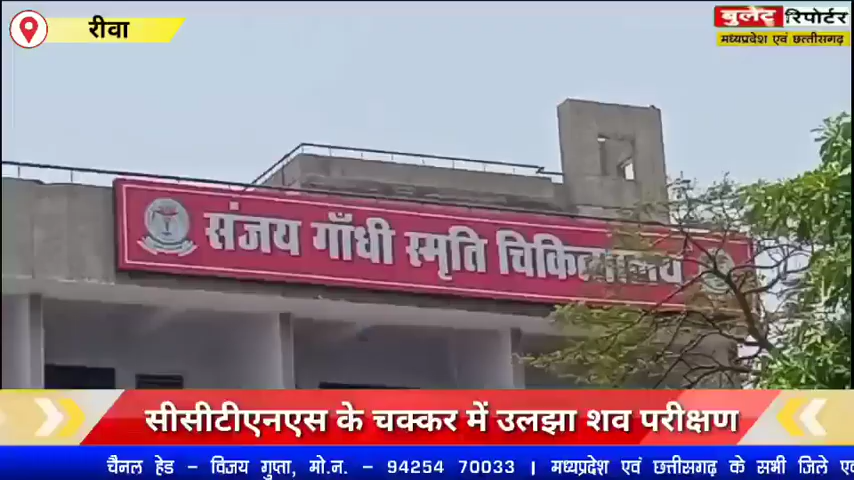 रीवा
बुलेट रिपोर्टर
मध्यप्रदेश एवं छत्तीसगढ़
संजय गाँधी स्मृति चिकित्सालय
सीसीटीएनएस के चक्कर में उलझा शव परीक्षण
चैनल हेड - विजय गुप्ता, मो.न. - 94254 70033 | मध्यप्रदेश एवं छत्तीसगढ़ के सभी जिले एवं